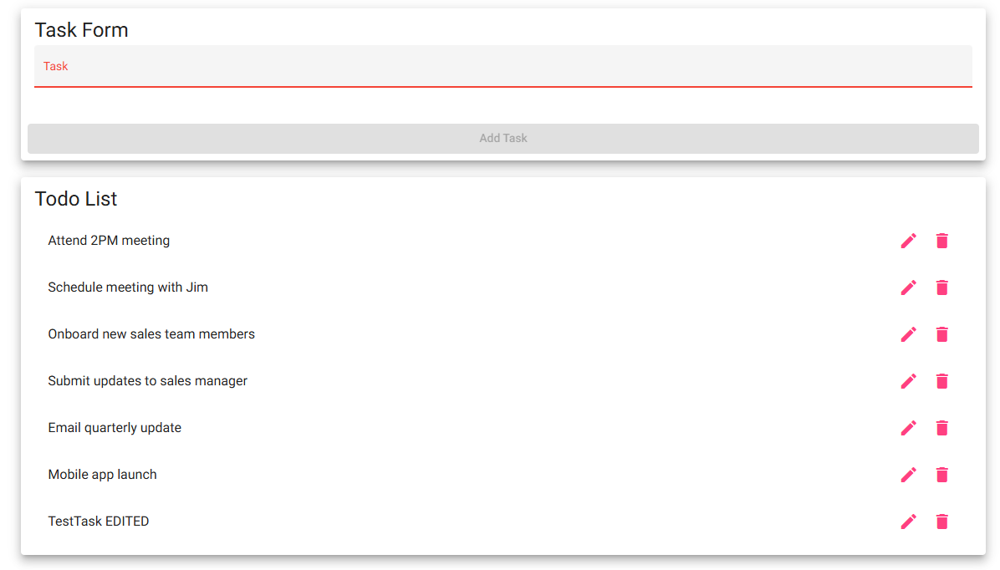 Task Form
Task
Add Task
Todo List
Attend 2PM meeting
Schedule meeting with Jim
Onboard new sales team members
Submit updates to sales manager
Email quarterly update
Mobile app launch
TestTask EDITED